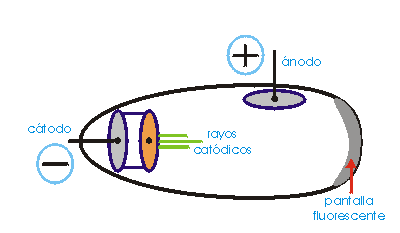 +
ánodo
cátodo
−
rayos
catódicos
pantalla
fluorescente